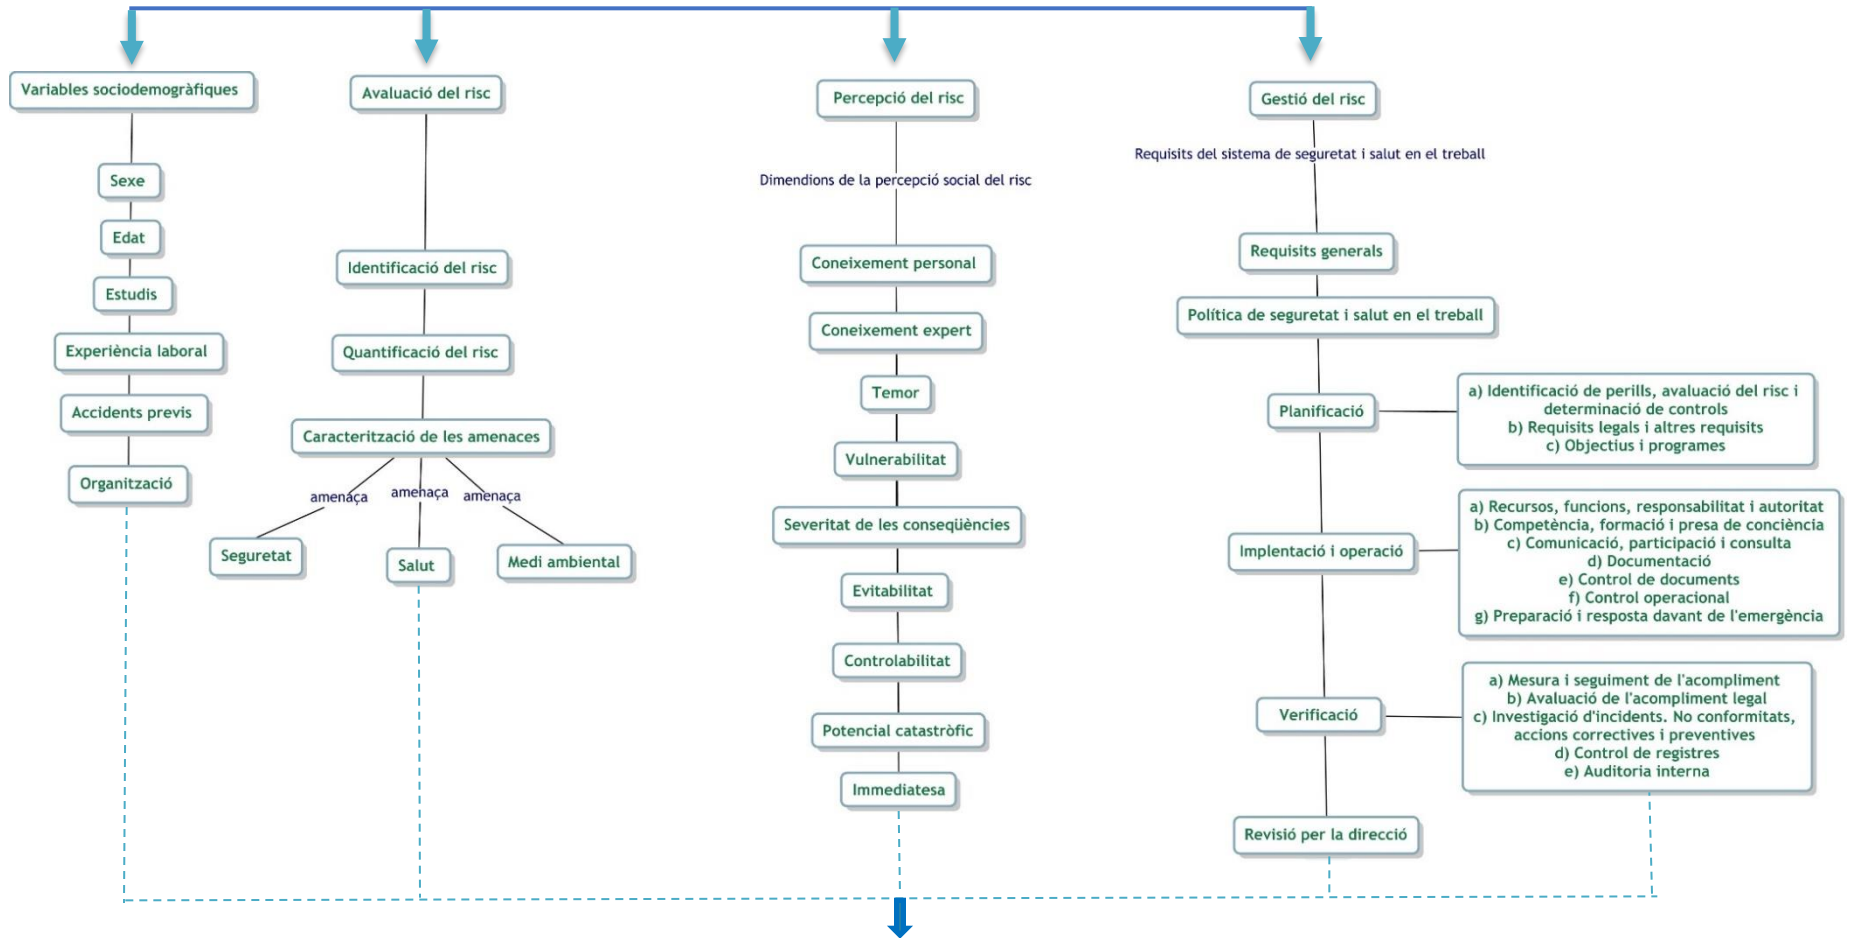 Variables sociodemogràfiques
Sexe
Edat
Estudis
Experiència laboral
Accidents previs
Organització
Avaluació del risc
Identificació del risc
Quantificació del risc
Caracterització de les amenaces
amenaça
amenaça
amenaça
Seguretat
Salut
Medi ambiental
Percepció del risc
Dimendions de la percepció social del risc
Coneixement personal
Coneixement expert
Temor
Vulnerabilitat
Severitat de les conseqüències
Evitabilitat
Controlabilitat
Potencial catastròfic
Immediatesa
Gestió del risc
Requisits del sistema de seguretat i salut en el treball
Requisits generals
Política de seguretat i salut en el treball
Planificació
a) Identificació de perills, avaluació del risc i
determinació de controls
b) Requisits legals i altres requisits
c) Objectius i programes
Implentació i operació
a) Recursos, funcions, responsabilitat i autoritat
b) Competència, formació i presa de conciència
c) Comunicació, participació i consulta
d) Documentació
e) Control de documents
f) Control operacional
g) Preparació i resposta davant de l'emergència
Verificació
a) Mesura i seguiment de l'acompliment
b) Avaluació de l'acompliment legal
c) Investigació d'incidents. No conformitats,
accions correctives i preventives
d) Control de registres
e) Auditoria interna
Revisió per la direcció